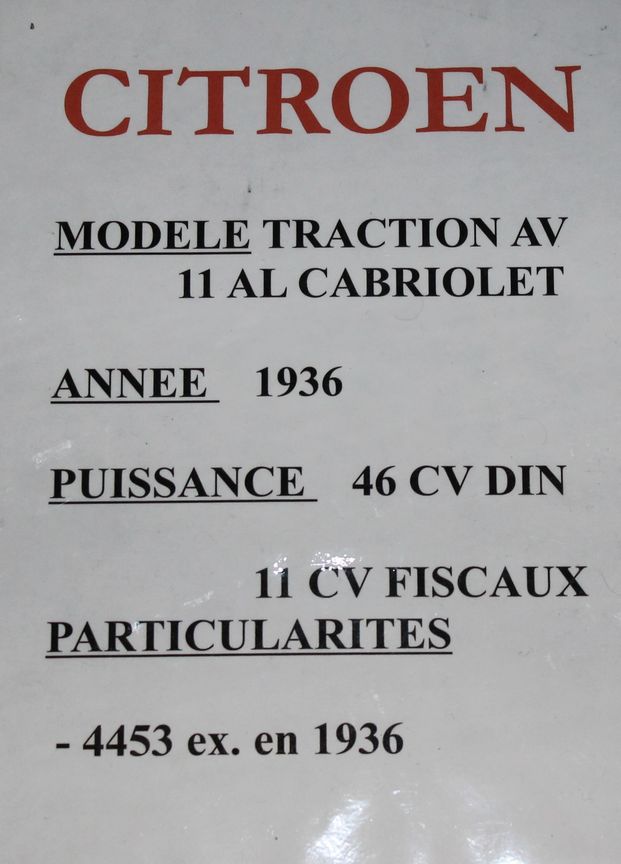 CITROEN
MODELE TRACTION AV
11 AL CABRIOLET
ANNEE 1936
PUISSANCE 46 CV DIN
11 CV FISCAUX
PARTICULARITES
- 4453 ex. en 1936